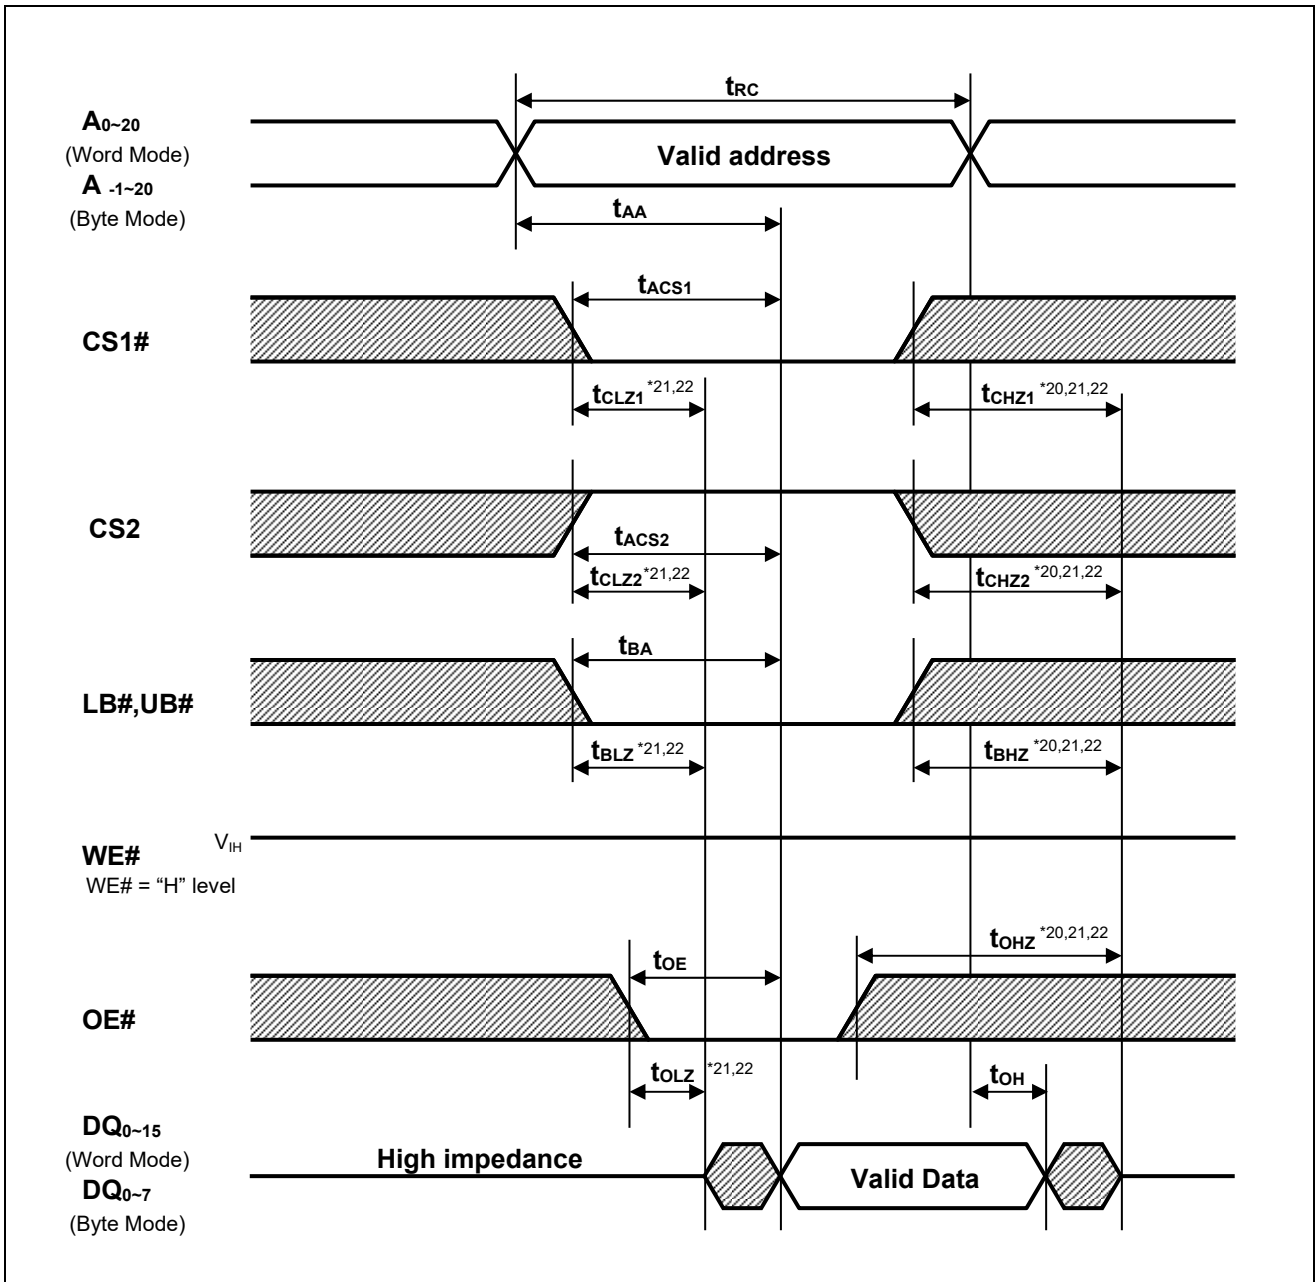 tRC
A0~20
(Word Mode)
Valid address
A -1~20
(Byte Mode)
tAA
tACS1
CS1#
tCLZ1 *21,22
tCHZ1 *20,21,22
CS2
tACS2
tCLZ2 *21,22
tCHZ2 *20,21,22
tBA
LB#,UB#
tBLZ *21,22
tBHZ *20,21,22
VIH
WE#
WE# = “H” level
tOHZ *20,21,22
tOE
OE#
tOLZ *21,22
tOH
DQ0~15
(Word Mode)
High impedance
Valid Data
DQ0~7
(Byte Mode)